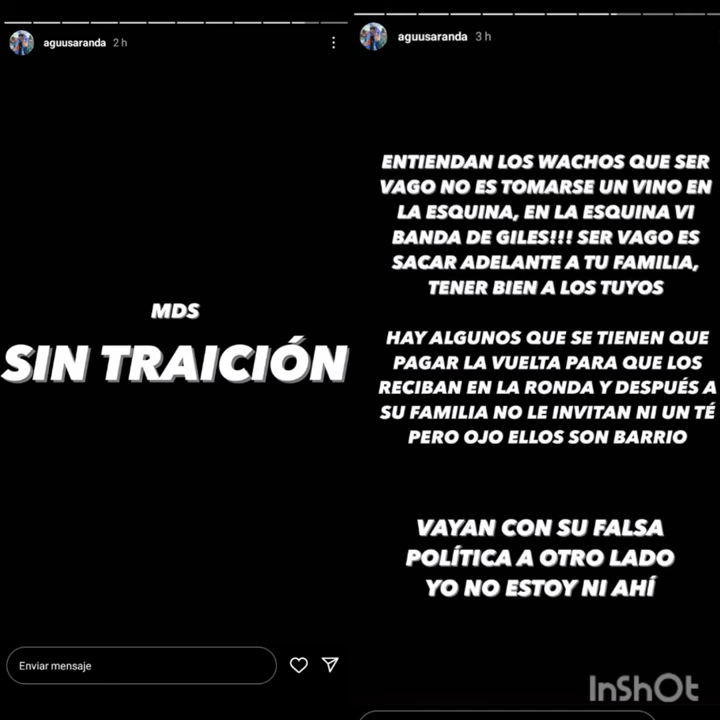 aguusaranda 2 h
MDS
SIN TRAICIÓN
Enviar mensaje
aguusaranda 3 h
ENTIENDAN LOS WACHOS QUE SER
VAGO NO ES TOMARSE UN VINO EN
LA ESQUINA, EN LA ESQUINA VI
BANDA DE GILES!!! SER VAGO ES
SACAR ADELANTE A TU FAMILIA,
TENER BIEN A LOS TUYOS
HAY ALGUNOS QUE SE TIENEN QUE
PAGAR LA VUELTA PARA QUE LOS
RECIBAN EN LA RONDA Y DESPUÉS A
SU FAMILIA NO LE INVITAN NI UN TÉ
PERO OJO ELLOS SON BARRIO
VAYAN CON SU FALSA
POLÍTICA A OTRO LADO
YO NO ESTOY NI AHÍ
InShOt